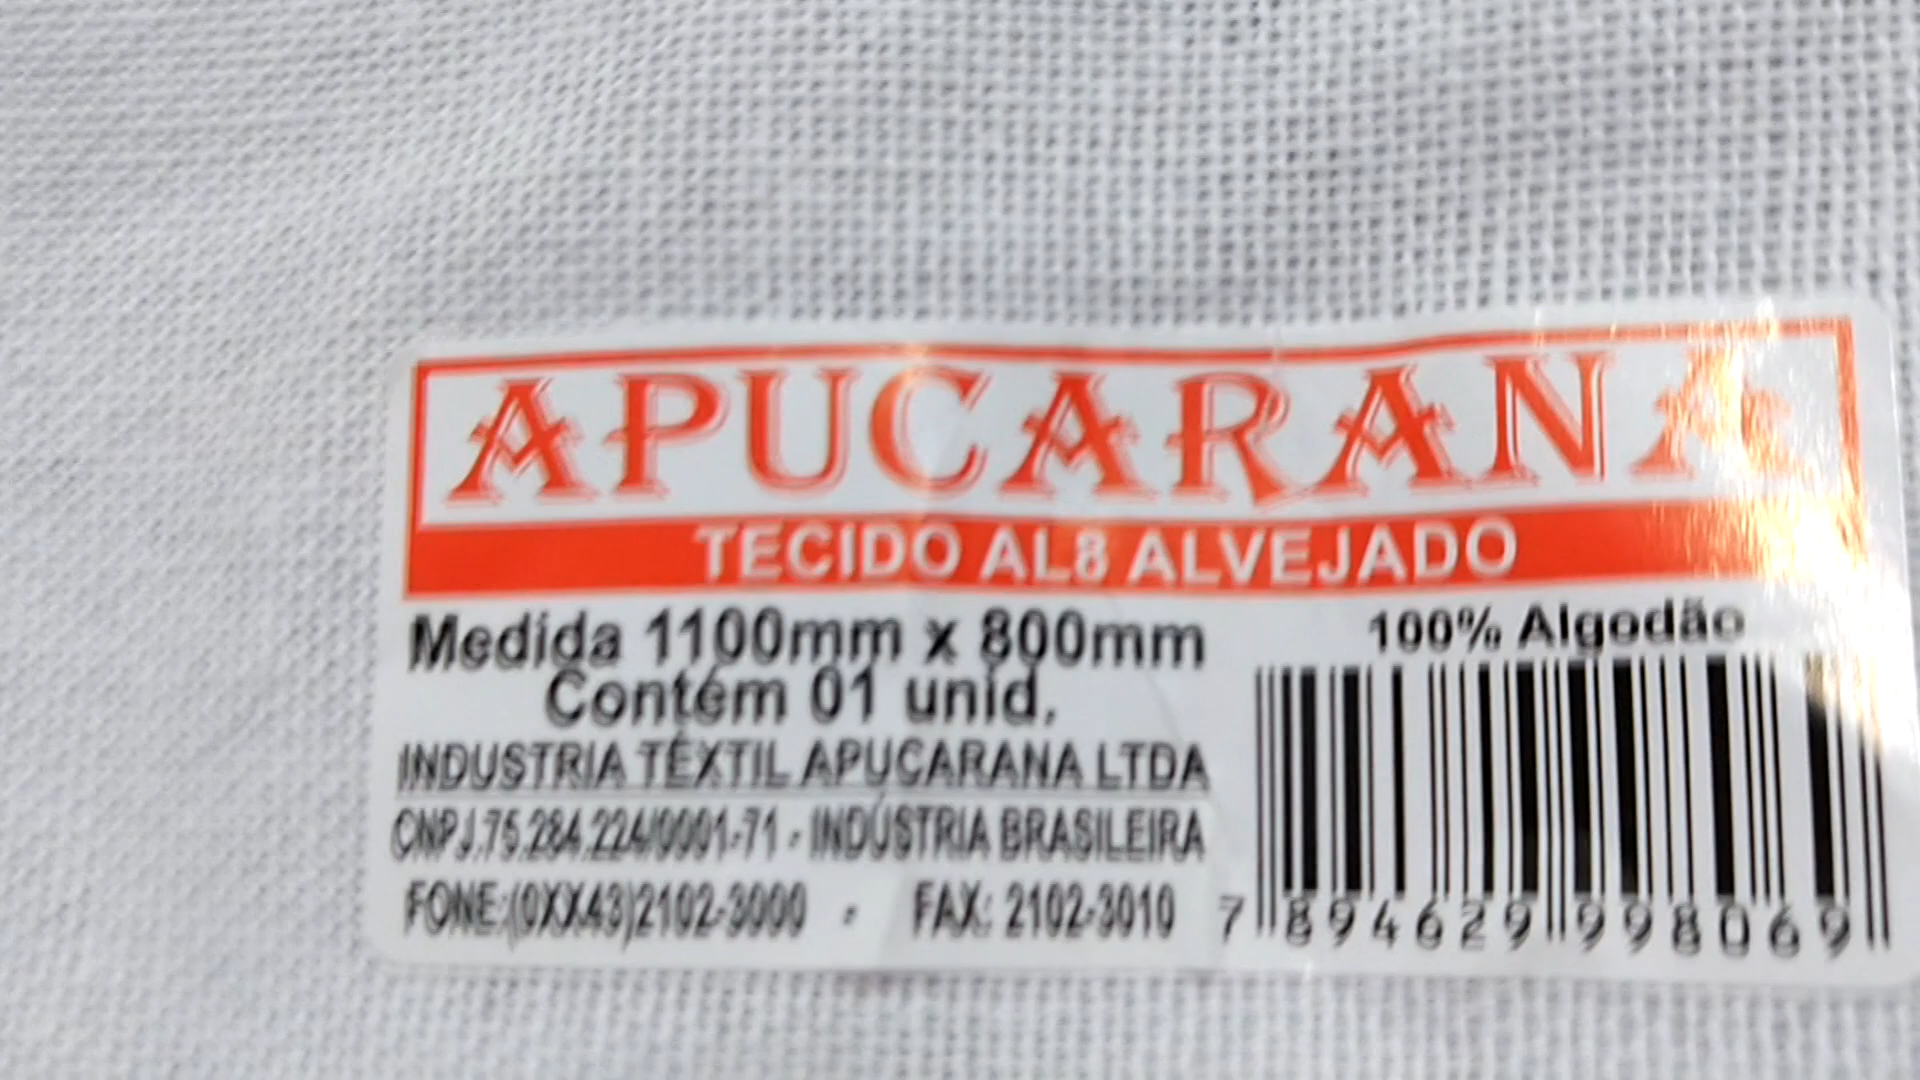 APUCARANA
TECIDO AL8 ALVEJADO
Medida 1100mm x 800mm
Contém 01 unid.
100% Algodão
INDUSTRIA TÊXTIL APUCARANA LTDA
CNPJ.75.284.224/0001-71 - INDÚSTRIA BRASILEIRA
FONE:(0XX43)2102-3000 - FAX: 2102-3010
7 894629 998069